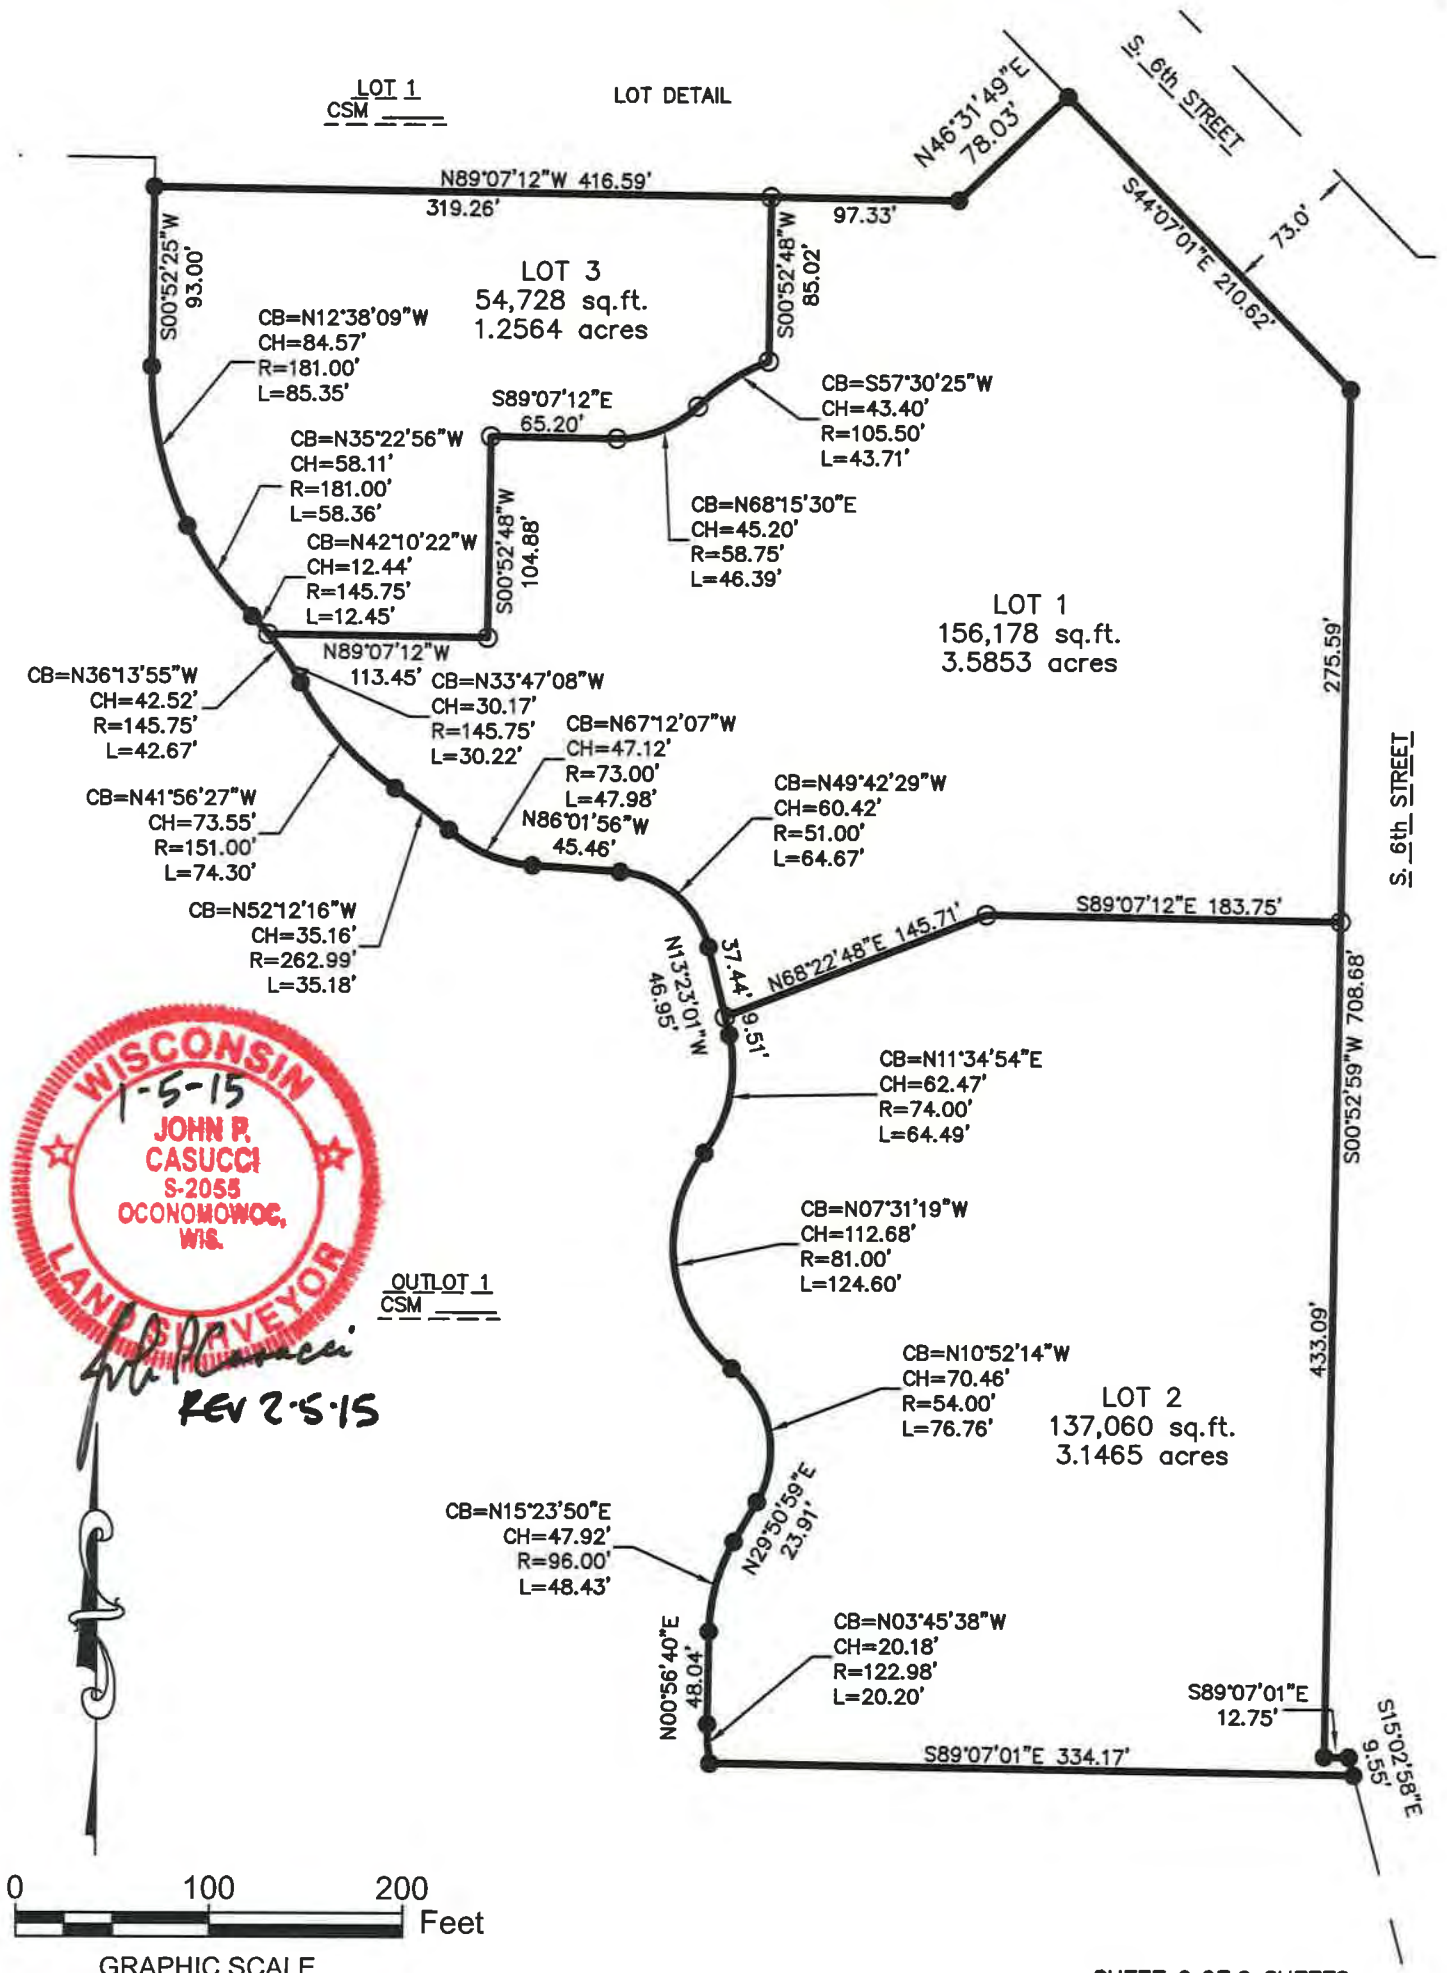 LOT 1
CSM
LOT DETAIL
S. 6th STREET
N46°31'49"E
78.03'
N89°07'12"W 416.59'
319.26'
97.33'
S44°07'01"E 210.62'
73.0'
S00°52'25"W
93.00'
LOT 3
54,728 sq.ft.
1.2564 acres
S00°52'48"W
85.02'
CB=N12°38'09"W
CH=84.57'
R=181.00'
L=85.35'
S89°07'12"E
65.20'
CB=S57°30'25"W
CH=43.40'
R=105.50'
L=43.71'
CB=N35°22'56"W
CH=58.11'
R=181.00'
L=58.36'
CB=N68°15'30"E
CH=45.20'
R=58.75'
L=46.39'
S00°52'48"W
104.88'
CB=N42°10'22"W
CH=12.44'
R=145.75'
L=12.45'
LOT 1
156,178 sq.ft.
3.5853 acres
275.59'
N89°07'12"W
113.45'
CB=N36°13'55"W
CH=42.52'
R=145.75'
L=42.67'
CB=N33°47'08"W
CH=30.17'
R=145.75'
L=30.22'
CB=N67°12'07"W
CH=47.12'
R=73.00'
L=47.98'
CB=N41°56'27"W
CH=73.55'
R=151.00'
L=74.30'
N86°01'56"W
45.46'
CB=N49°42'29"W
CH=60.42'
R=51.00'
L=64.67'
S. 6th STREET
CB=N52°12'16"W
CH=35.16'
R=262.99'
L=35.18'
S89°07'12"E 183.75'
N68°22'48"E 145.71'
37.44'
9.51'
N13°23'01"W
46.95'
S00°52'59"W 708.68'
WISCONSIN
1-5-15
JOHN P.
CASUCCI
S-2055
OCONOMOWOC,
WIS.
LAND SURVEYOR
John P Casucci
REV 2-5-15
CB=N11°34'54"E
CH=62.47'
R=74.00'
L=64.49'
CB=N07°31'19"W
CH=112.68'
R=81.00'
L=124.60'
OUTLOT 1
CSM
433.09'
CB=N10°52'14"W
CH=70.46'
R=54.00'
L=76.76'
LOT 2
137,060 sq.ft.
3.1465 acres
N29°50'59"E
23.91'
CB=N15°23'50"E
CH=47.92'
R=96.00'
L=48.43'
N00°56'40"E
48.04'
CB=N03°45'38"W
CH=20.18'
R=122.98'
L=20.20'
S89°07'01"E
12.75'
S15°02'58"E
9.55'
S89°07'01"E 334.17'
0 100 200
Feet
GRAPHIC SCALE